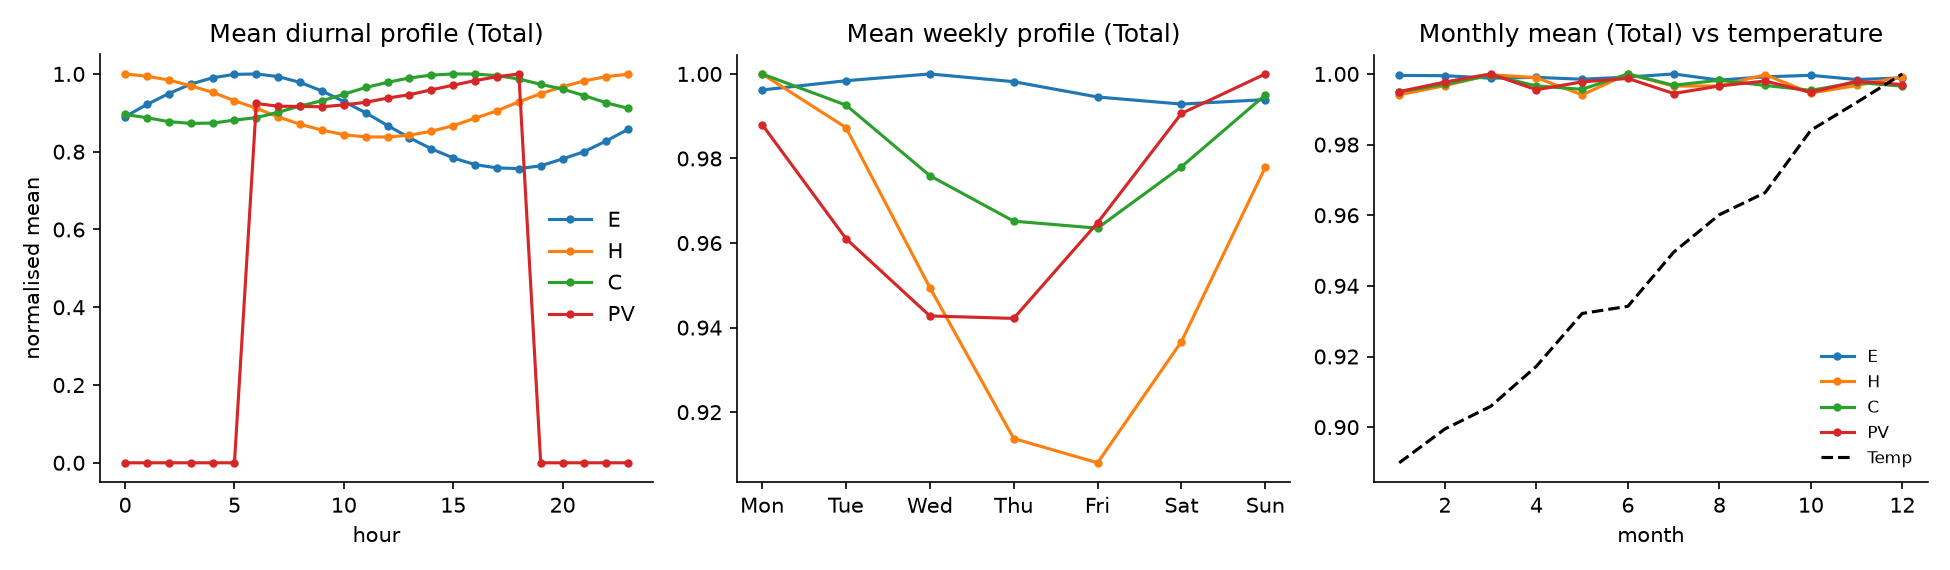 Mean diurnal profile (Total)
normalised mean
1.0
0.8
0.6
0.4
0.2
0.0
E
H
C
PV
0 5 10 15 20
hour
Mean weekly profile (Total)
1.00
0.98
0.96
0.94
0.92
Mon Tue Wed Thu Fri Sat Sun
Monthly mean (Total) vs temperature
1.00
0.98
0.96
0.94
0.92
0.90
E
H
C
PV
Temp
2 4 6 8 10 12
month